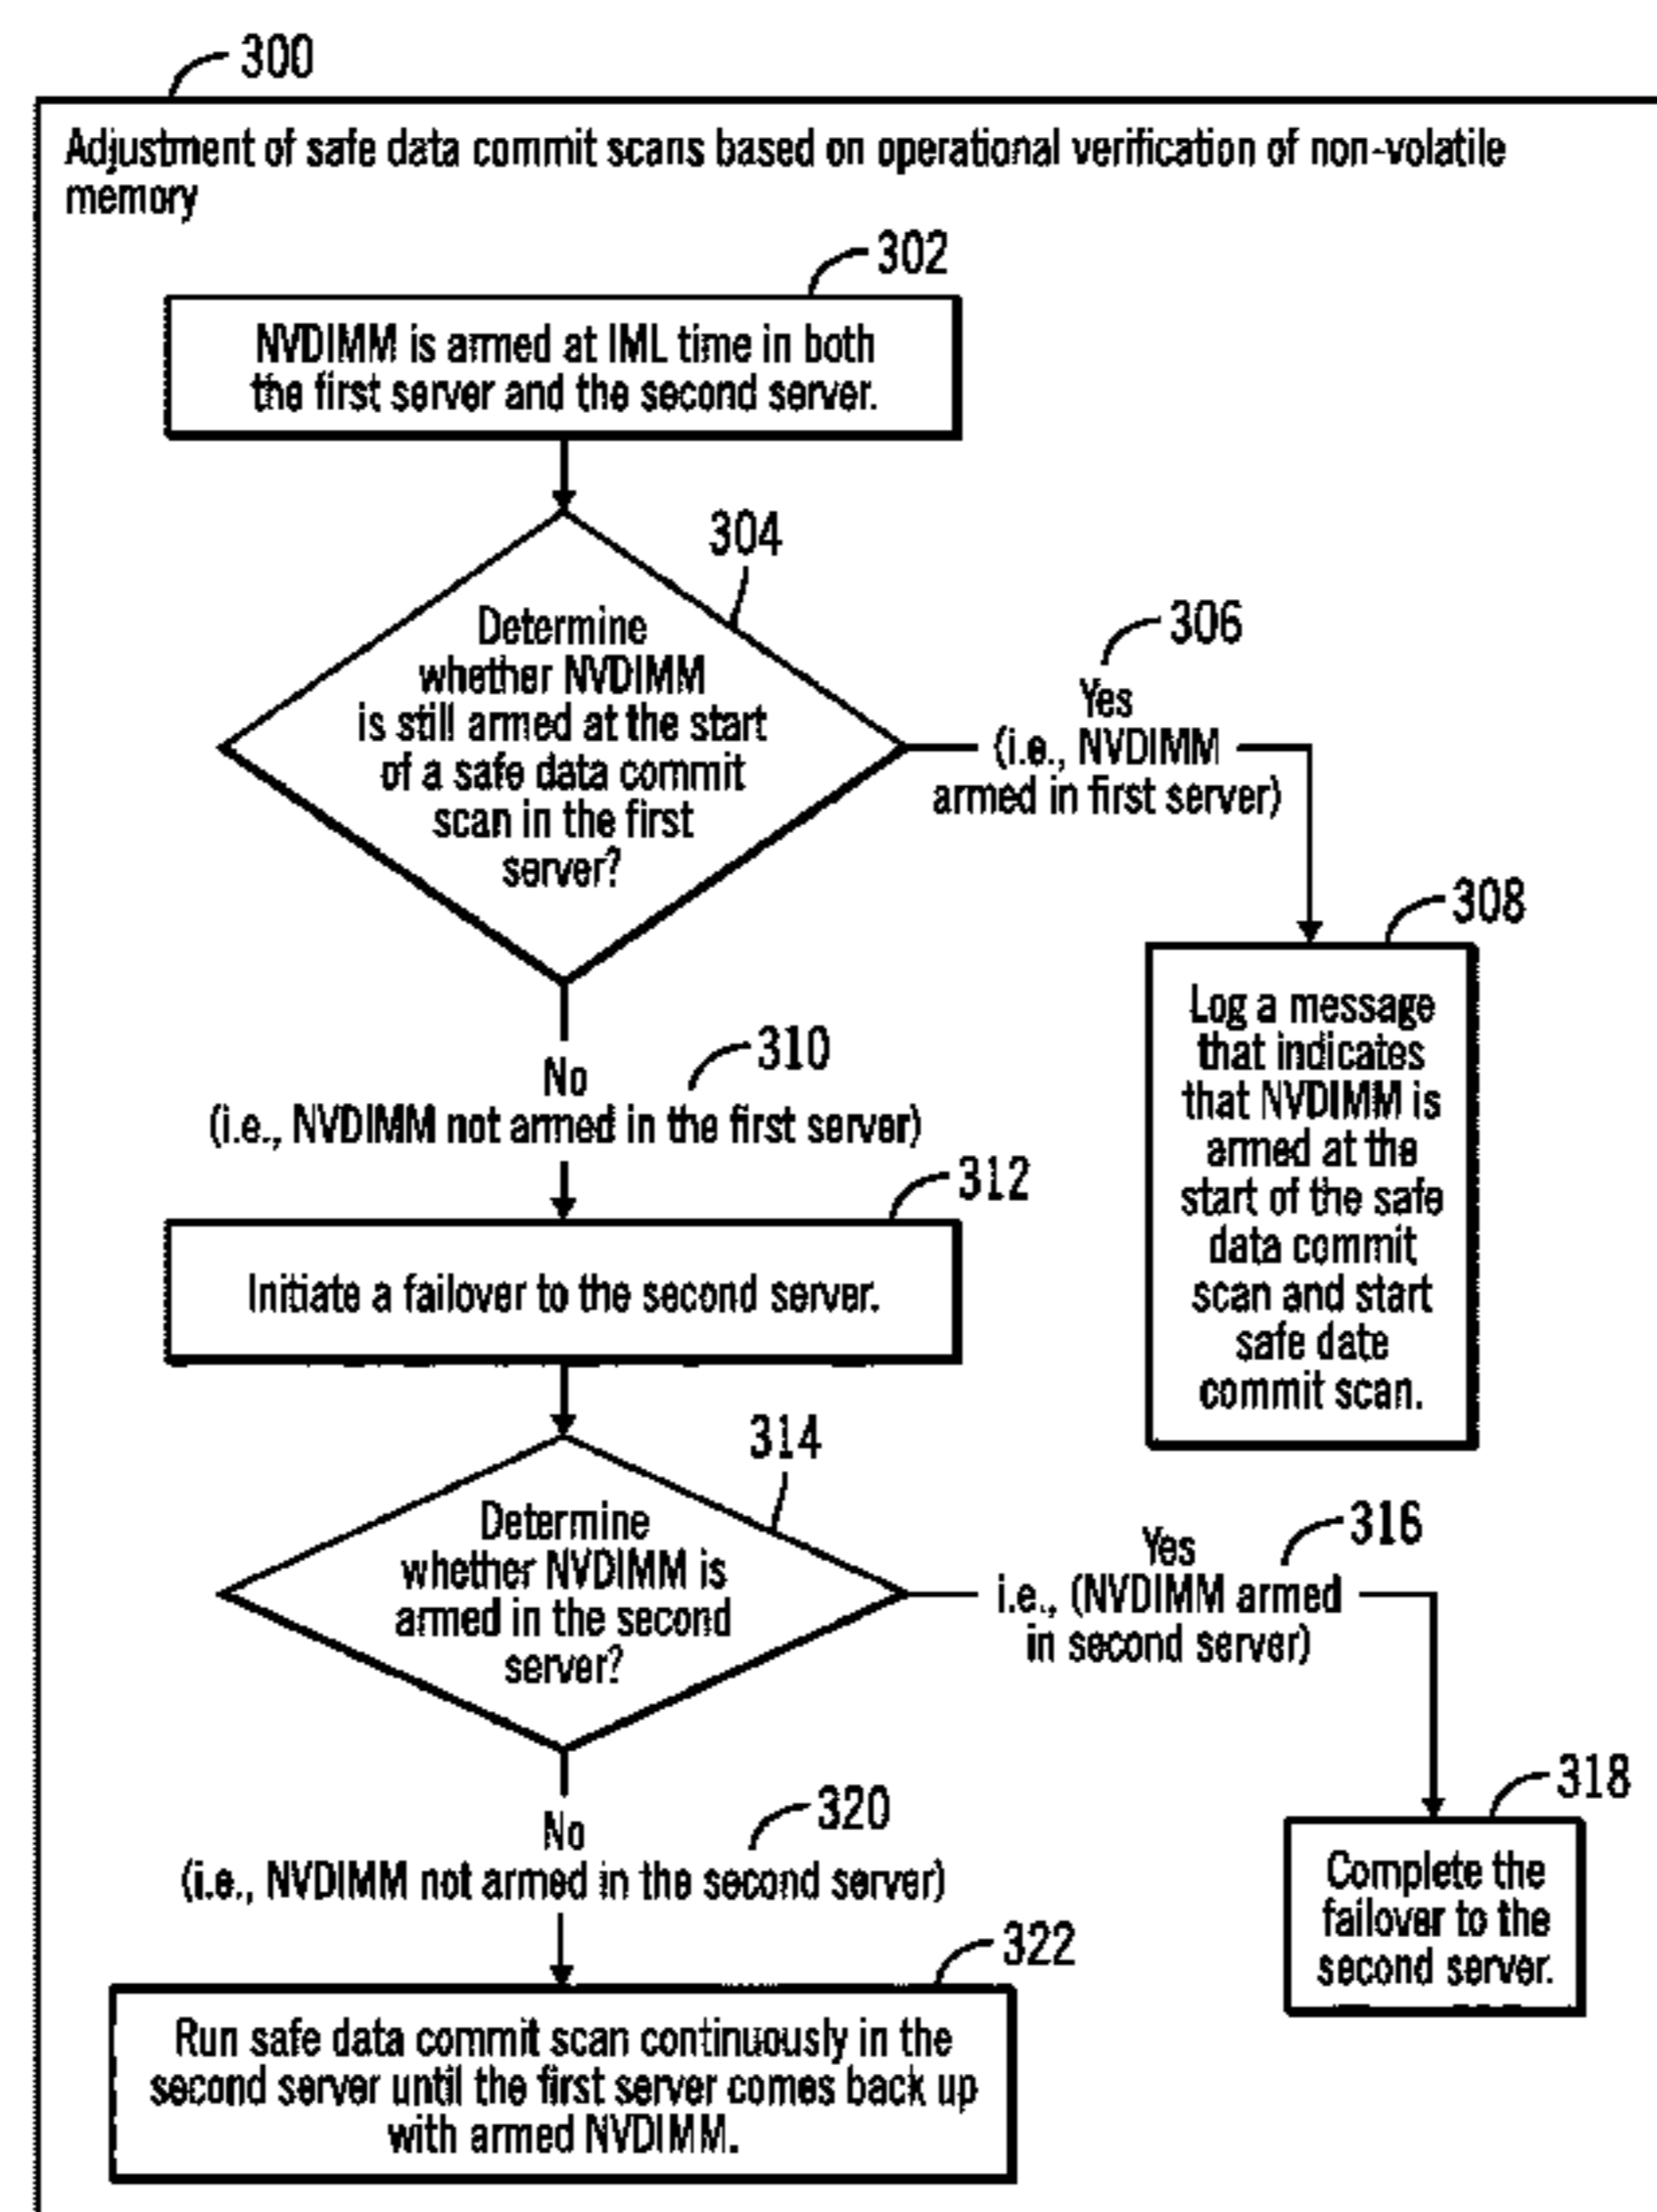 300
Adjustment of safe data commit scans based on operational verification of non-volatile
memory
302
NVDIMM is armed at IML time in both
the first server and the second server.
304
Determine
whether NVDIMM
is still armed at the start
of a safe data commit
scan in the first
server?
306
Yes
(i.e., NVDIMM
armed in first server)
308
Log a message
that indicates
that NVDIMM is
armed at the
start of the safe
data commit
scan and start
safe date
commit scan.
310
No
(i.e., NVDIMM not armed in the first server)
312
Initiate a failover to the second server.
314
Determine
whether NVDIMM is
armed in the second
server?
316
Yes
i.e., (NVDIMM armed
in second server)
318
Complete the
failover to the
second server.
320
No
(i.e., NVDIMM not armed in the second server)
322
Run safe data commit scan continuously in the
second server until the first server comes back up
with armed NVDIMM.